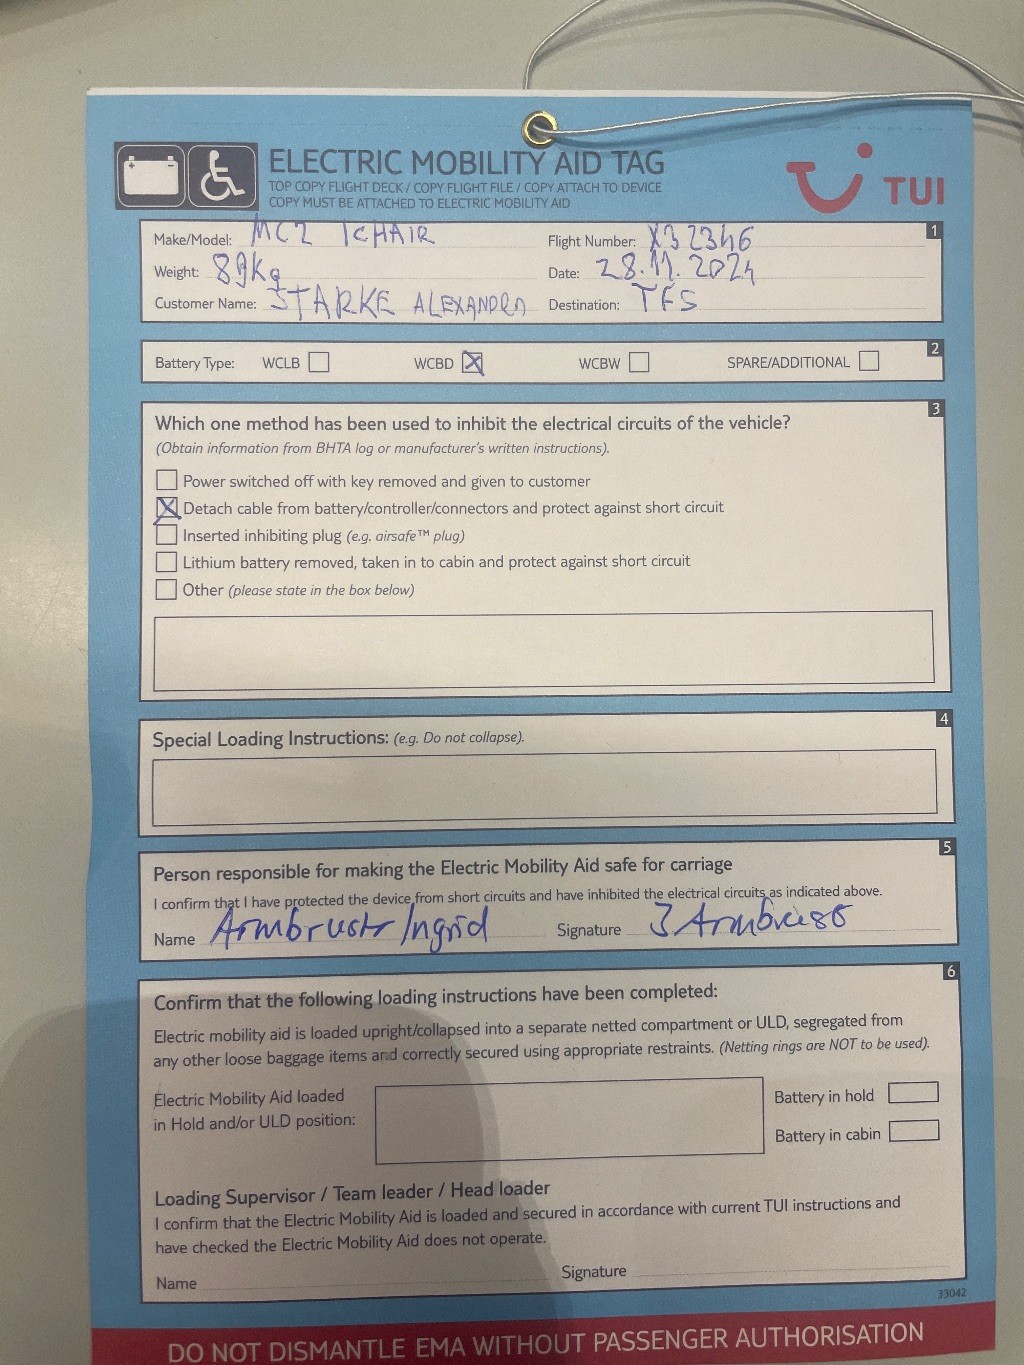 ELECTRIC MOBILITY AID TAG
TOP COPY FLIGHT DECK / COPY FLIGHT FILE / COPY ATTACH TO DEVICE
COPY MUST BE ATTACHED TO ELECTRIC MOBILITY AID
TUI
1
Make/Model: MC2 1CHAIR Flight Number: X3 2346
Weight: 89Kg Date: 28.11.2024
Customer Name: STARKE ALEXANDRA Destination: TFS
2
Battery Type: WCLB WCBD X WCBW SPARE/ADDITIONAL
3
Which one method has been used to inhibit the electrical circuits of the vehicle?
(Obtain information from BHTA log or manufacturer's written instructions).
Power switched off with key removed and given to customer
X Detach cable from battery/controller/connectors and protect against short circuit
Inserted inhibiting plug (e.g. airsafe™ plug)
Lithium battery removed, taken in to cabin and protect against short circuit
Other (please state in the box below)
4
Special Loading Instructions: (e.g. Do not collapse).
5
Person responsible for making the Electric Mobility Aid safe for carriage
I confirm that I have protected the device from short circuits and have inhibited the electrical circuits as indicated above.
Name Armbrustr Ingrid Signature J Armbrust
6
Confirm that the following loading instructions have been completed:
Electric mobility aid is loaded upright/collapsed into a separate netted compartment or ULD, segregated from
any other loose baggage items and correctly secured using appropriate restraints. (Netting rings are NOT to be used).
Electric Mobility Aid loaded
in Hold and/or ULD position:
Battery in hold
Battery in cabin
Loading Supervisor / Team leader / Head loader
I confirm that the Electric Mobility Aid is loaded and secured in accordance with current TUI instructions and
have checked the Electric Mobility Aid does not operate.
Name Signature
33042
DO NOT DISMANTLE EMA WITHOUT PASSENGER AUTHORISATION